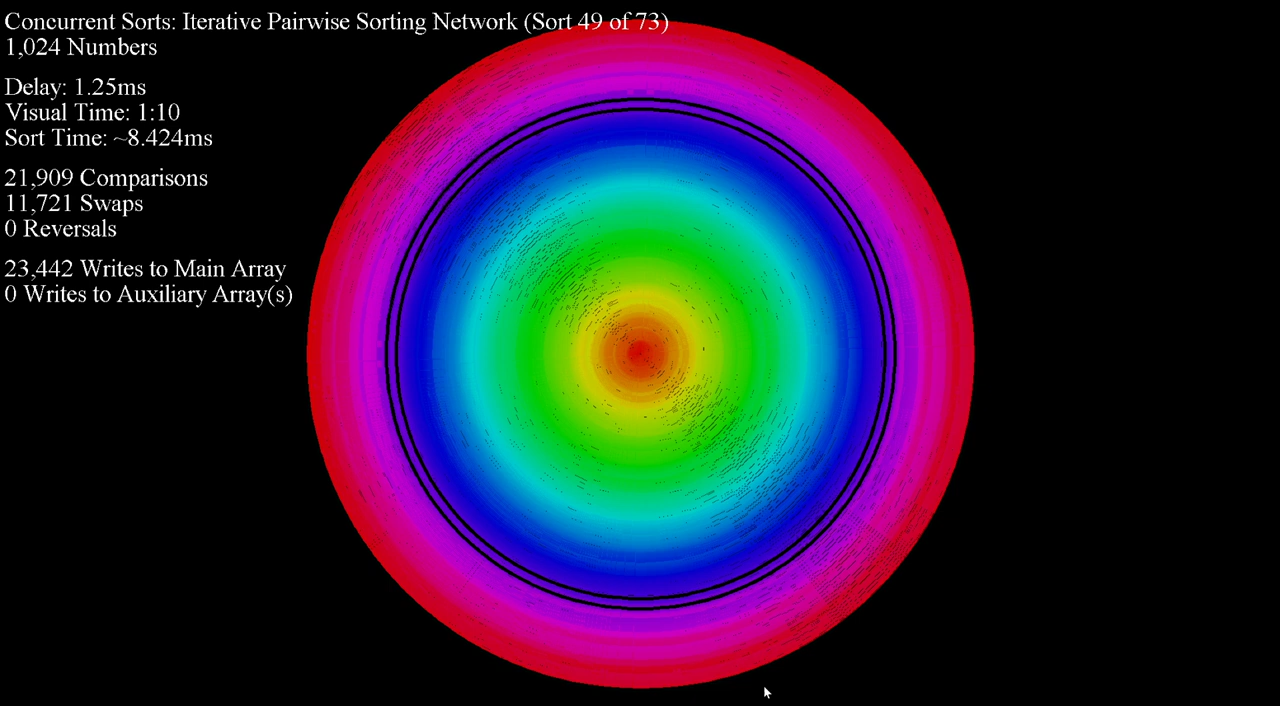 Concurrent Sorts: Iterative Pairwise Sorting Network (Sort 49 of 73)
1,024 Numbers
Delay: 1.25ms
Visual Time: 1:10
Sort Time: ~8.424ms
21,909 Comparisons
11,721 Swaps
0 Reversals
23,442 Writes to Main Array
0 Writes to Auxiliary Array(s)